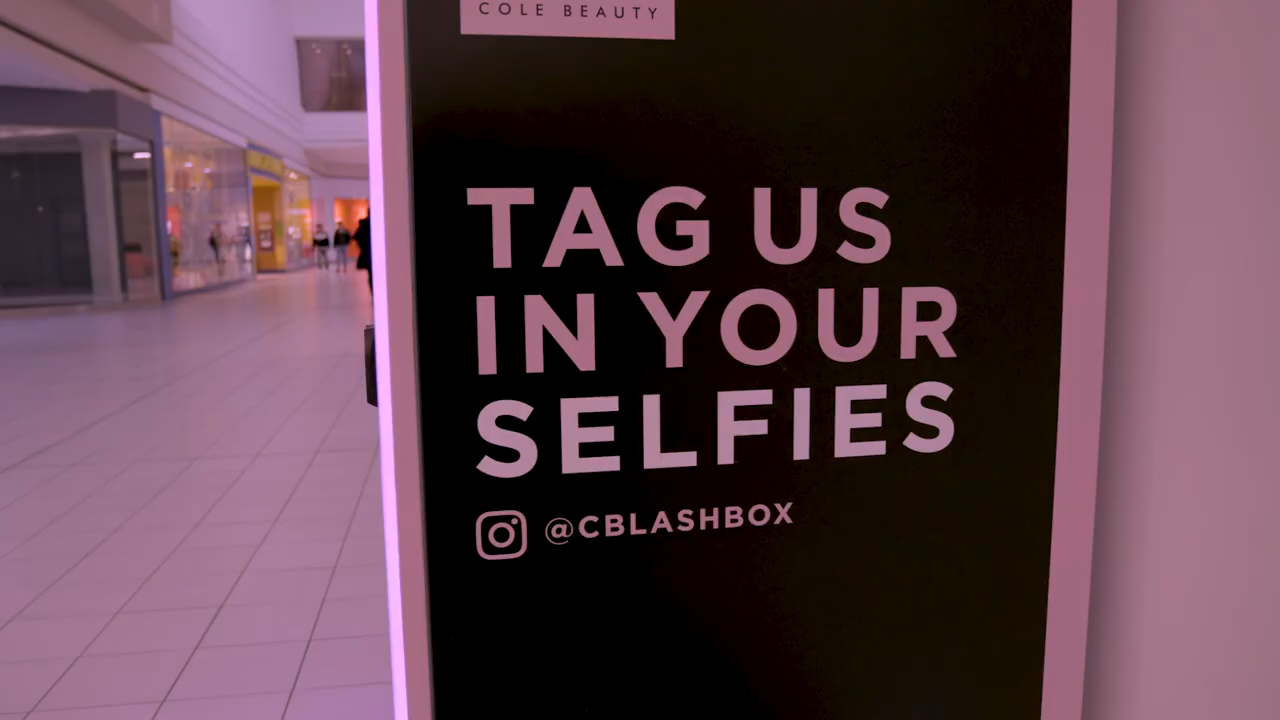 COLE BEAUTY
TAG US
IN YOUR
SELFIES
@CBLASHBOX